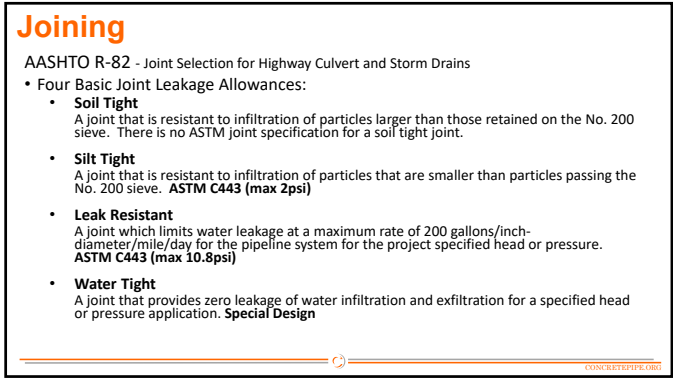 Joining
AASHTO R-82 - Joint Selection for Highway Culvert and Storm Drains
• Four Basic Joint Leakage Allowances:
• Soil Tight
A joint that is resistant to infiltration of particles larger than those retained on the No. 200
sieve. There is no ASTM joint specification for a soil tight joint.
• Silt Tight
A joint that is resistant to infiltration of particles that are smaller than particles passing the
No. 200 sieve. ASTM C443 (max 2psi)
• Leak Resistant
A joint which limits water leakage at a maximum rate of 200 gallons/inch-
diameter/mile/day for the pipeline system for the project specified head or pressure.
ASTM C443 (max 10.8psi)
• Water Tight
A joint that provides zero leakage of water infiltration and exfiltration for a specified head
or pressure application. Special Design
CONCRETEPIPE.ORG